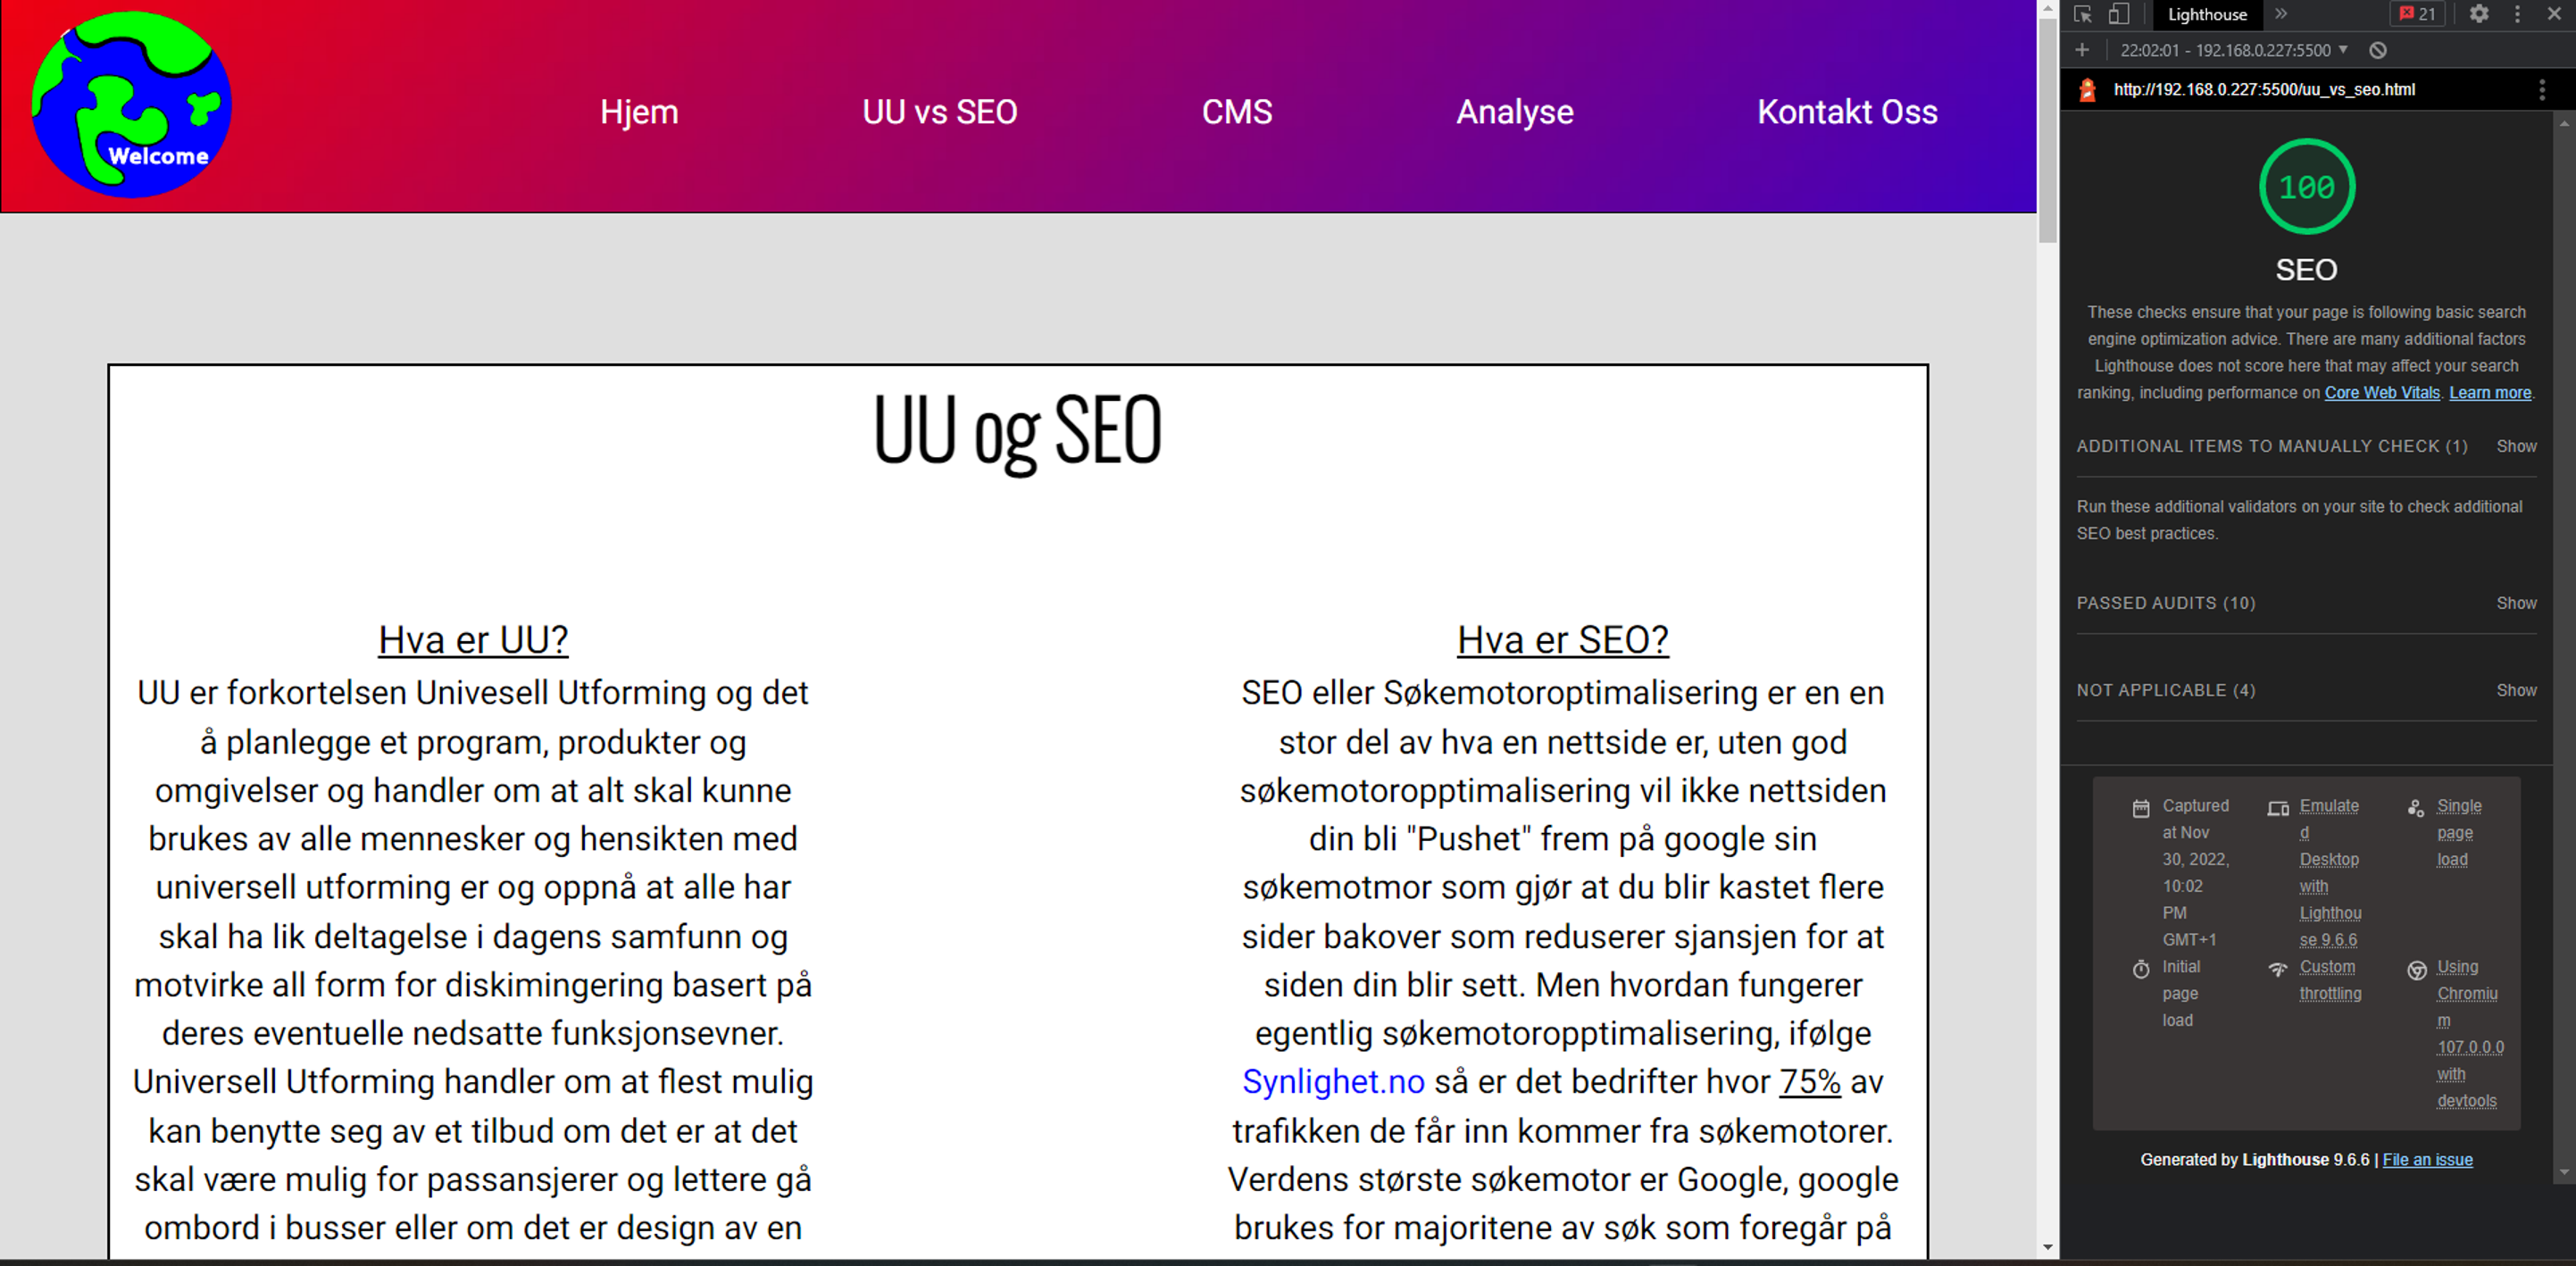 Welcome
Hjem
UU vs SEO
CMS
Analyse
Kontakt Oss
UU og SEO
Hva er UU?
UU er forkortelsen Univesell Utforming og det
å planlegge et program, produkter og
omgivelser og handler om at alt skal kunne
brukes av alle mennesker og hensikten med
universell utforming er og oppnå at alle har
skal ha lik deltagelse i dagens samfunn og
motvirke all form for diskimingering basert på
deres eventuelle nedsatte funksjonsevner.
Universell Utforming handler om at flest mulig
kan benytte seg av et tilbud om det er at det
skal være mulig for passansjerer og lettere gå
ombord i busser eller om det er design av en
Hva er SEO?
SEO eller Søkemotoroptimalisering er en en
stor del av hva en nettside er, uten god
søkemotoropptimalisering vil ikke nettsiden
din bli "Pushet" frem på google sin
søkemotmor som gjør at du blir kastet flere
sider bakover som reduserer sjansjen for at
siden din blir sett. Men hvordan fungerer
egentlig søkemotoropptimalisering, ifølge
Synlighet.no så er det bedrifter hvor 75% av
trafikken de får inn kommer fra søkemotorer.
Verdens største søkemotor er Google, google
brukes for majoritene av søk som foregår på
Lighthouse
21
22:02:01 - 192.168.0.227:5500
http://192.168.0.227:5500/uu_vs_seo.html
100
SEO
These checks ensure that your page is following basic search
engine optimization advice. There are many additional factors
Lighthouse does not score here that may affect your search
ranking, including performance on Core Web Vitals. Learn more.
ADDITIONAL ITEMS TO MANUALLY CHECK (1) Show
Run these additional validators on your site to check additional
SEO best practices.
PASSED AUDITS (10) Show
NOT APPLICABLE (4) Show
Captured
at Nov
30, 2022,
10:02
PM
GMT+1
Emulate
d
Desktop
with
Lighthou
se 9.6.6
Single
page
load
Initial
page
load
Custom
throttling
Using
Chromiu
m
107.0.0.0
with
devtools
Generated by Lighthouse 9.6.6 | File an issue